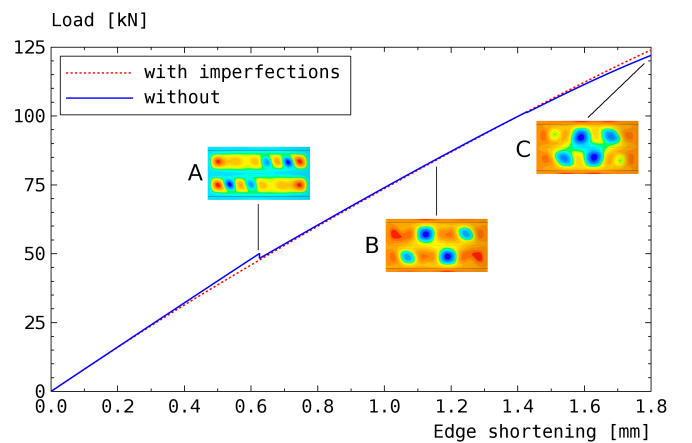 Load [kN]
125
with imperfections
without
100
C
A
75
B
50
25
0
0.0 0.2 0.4 0.6 0.8 1.0 1.2 1.4 1.6 1.8
Edge shortening [mm]